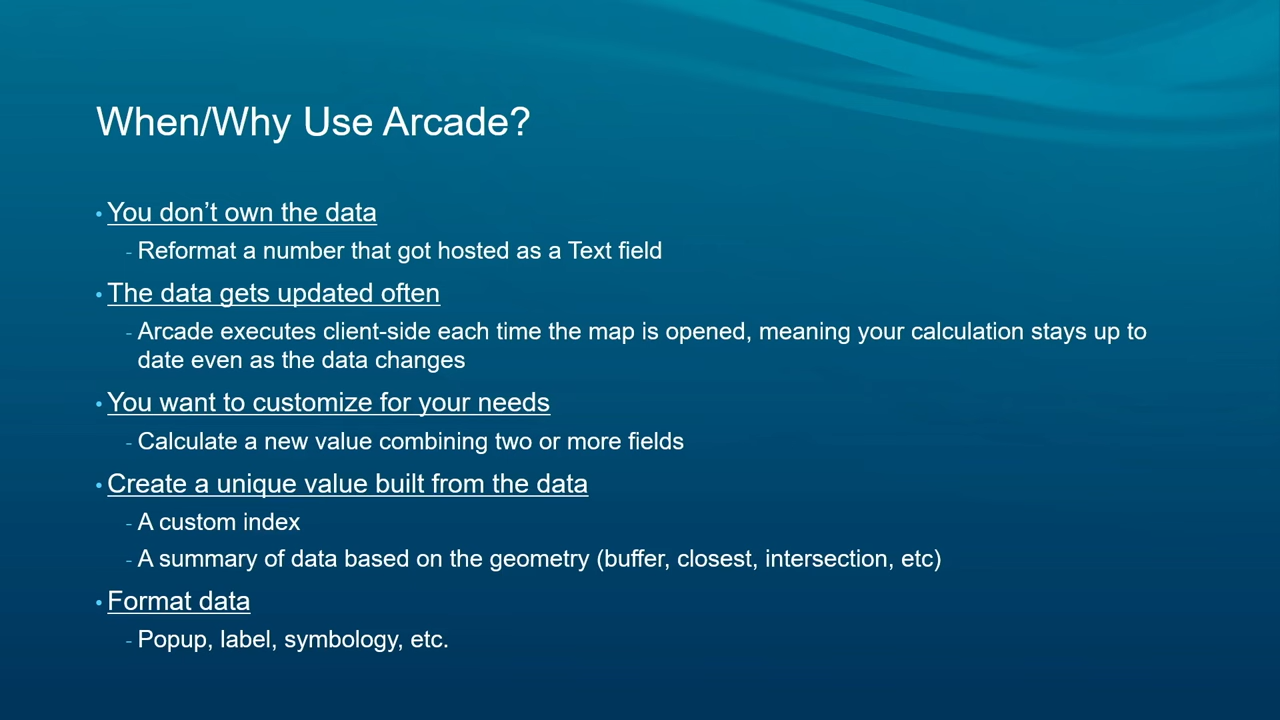 When/Why Use Arcade?
• You don’t own the data
- Reformat a number that got hosted as a Text field
• The data gets updated often
- Arcade executes client-side each time the map is opened, meaning your calculation stays up to
date even as the data changes
• You want to customize for your needs
- Calculate a new value combining two or more fields
• Create a unique value built from the data
- A custom index
- A summary of data based on the geometry (buffer, closest, intersection, etc)
• Format data
- Popup, label, symbology, etc.